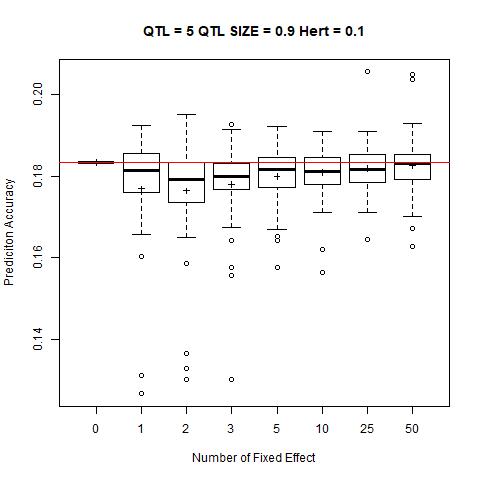 QTL = 5 QTL SIZE = 0.9 Hert = 0.1
Prediciton Accuracy
0.20
0.18
0.16
0.14
0 1 2 3 5 10 25 50
Number of Fixed Effect